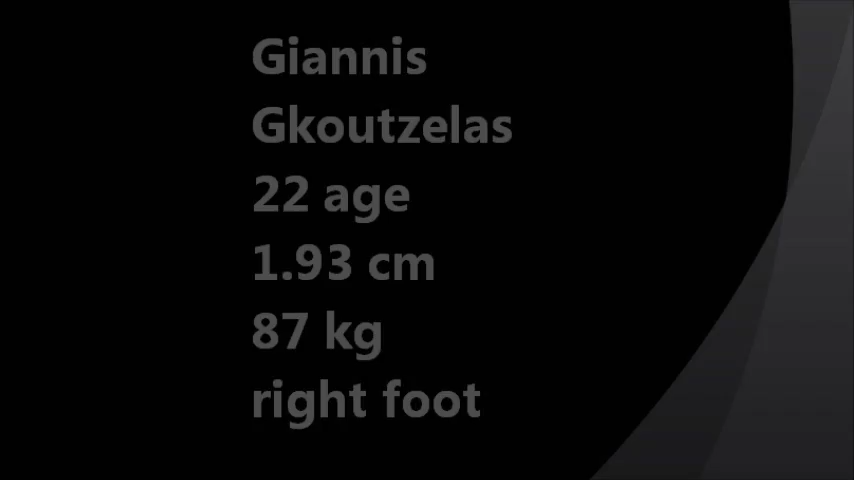 Giannis
Gkoutzelas
22 age
1.93 cm
87 kg
right foot